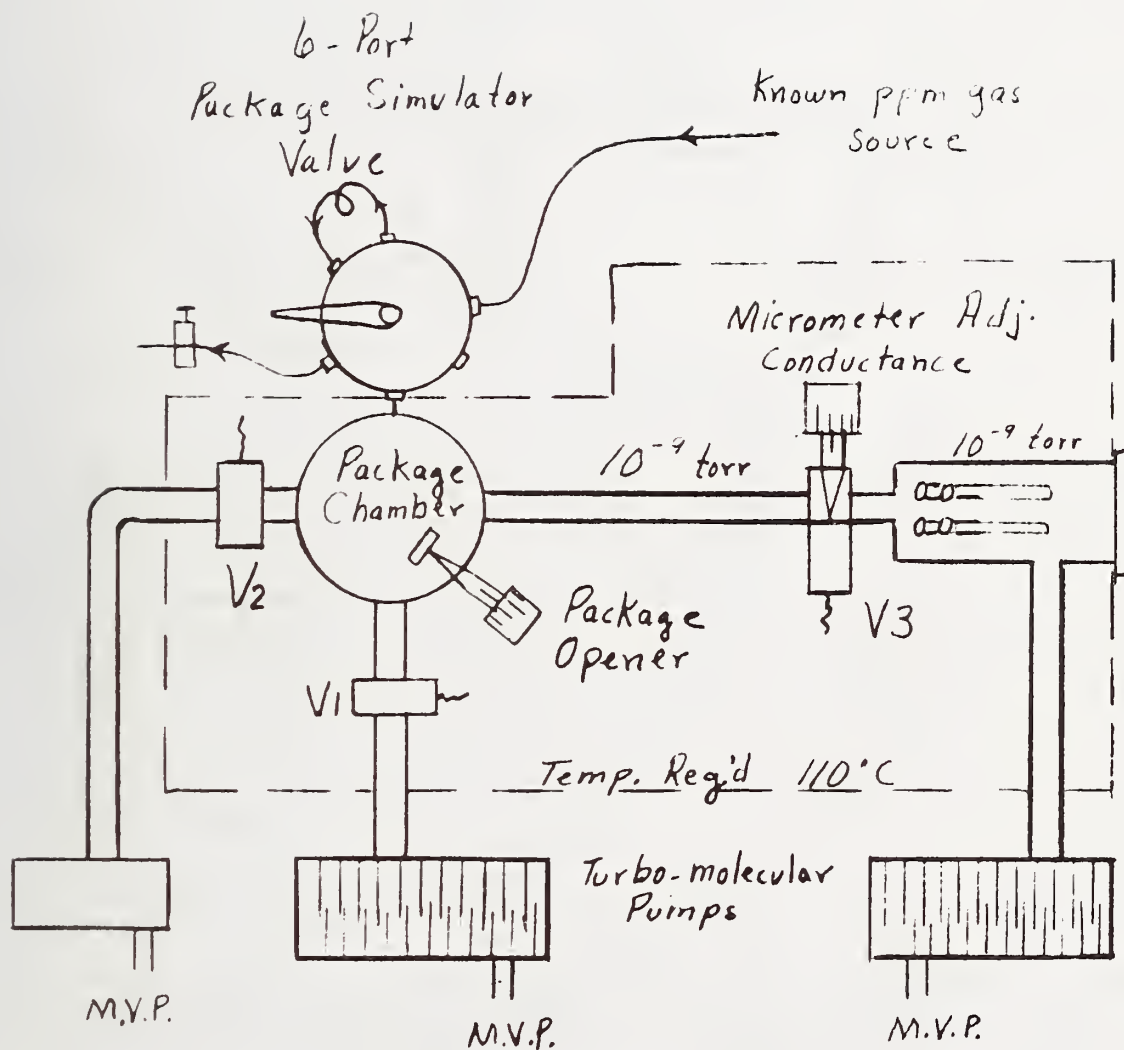 6-Port
Package Simulator
Valve
Known ppm gas
Source
Micrometer Adj.
Conductance
10⁻⁹ torr
10⁻⁹ torr
Package
Chamber
V2
V3
Package
Opener
V1
Temp. Reg'd 110°C
Turbo-molecular
Pumps
M.V.P.
M.V.P.
M.V.P.